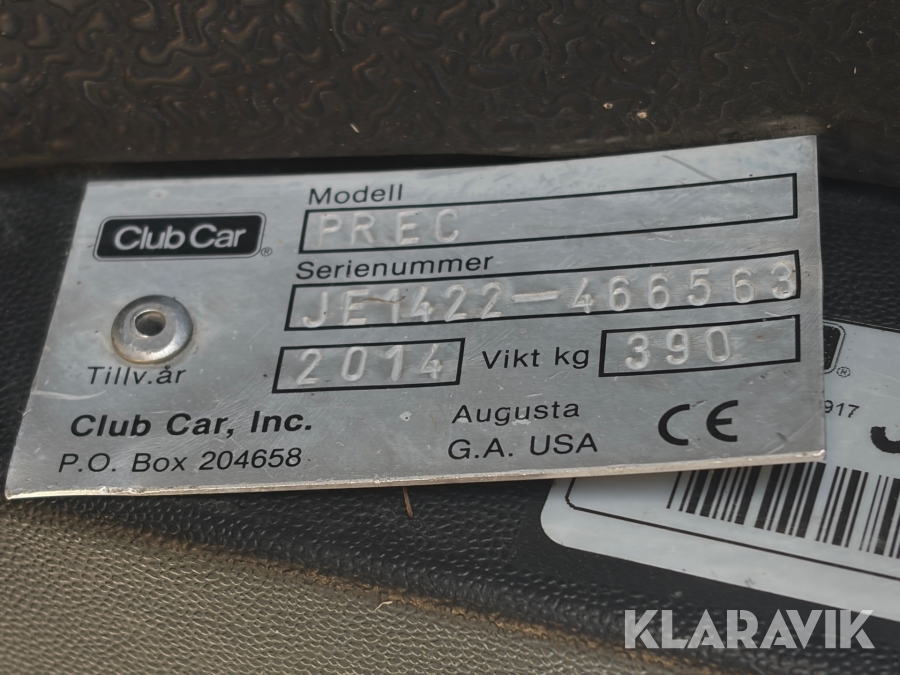 Modell
Club Car® PREC
Serienummer
JE1422-466563
Tillv.år 2014 Vikt kg 390
Club Car, Inc. Augusta
P.O. Box 204658 G.A. USA CE
®
917
KLARAVIK